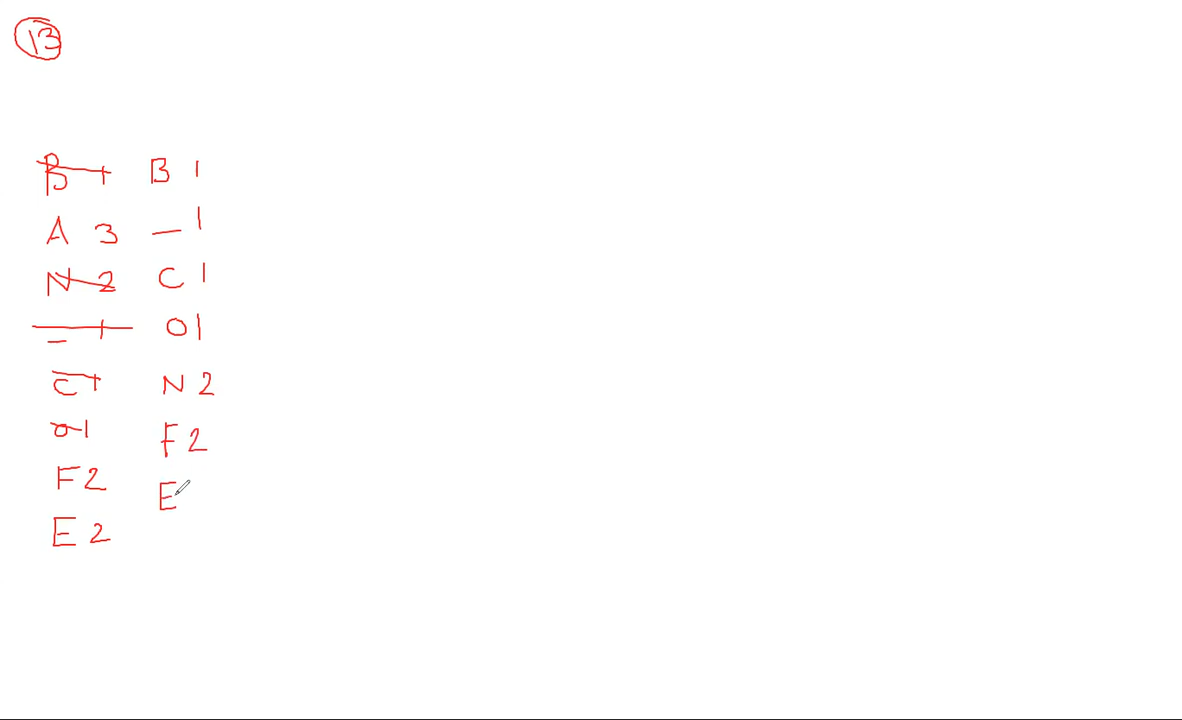 13
B 1 B 1
A 3 — 1
N 2 C 1
— 1 O 1
C 1 N 2
O 1 F 2
F 2 E
E 2